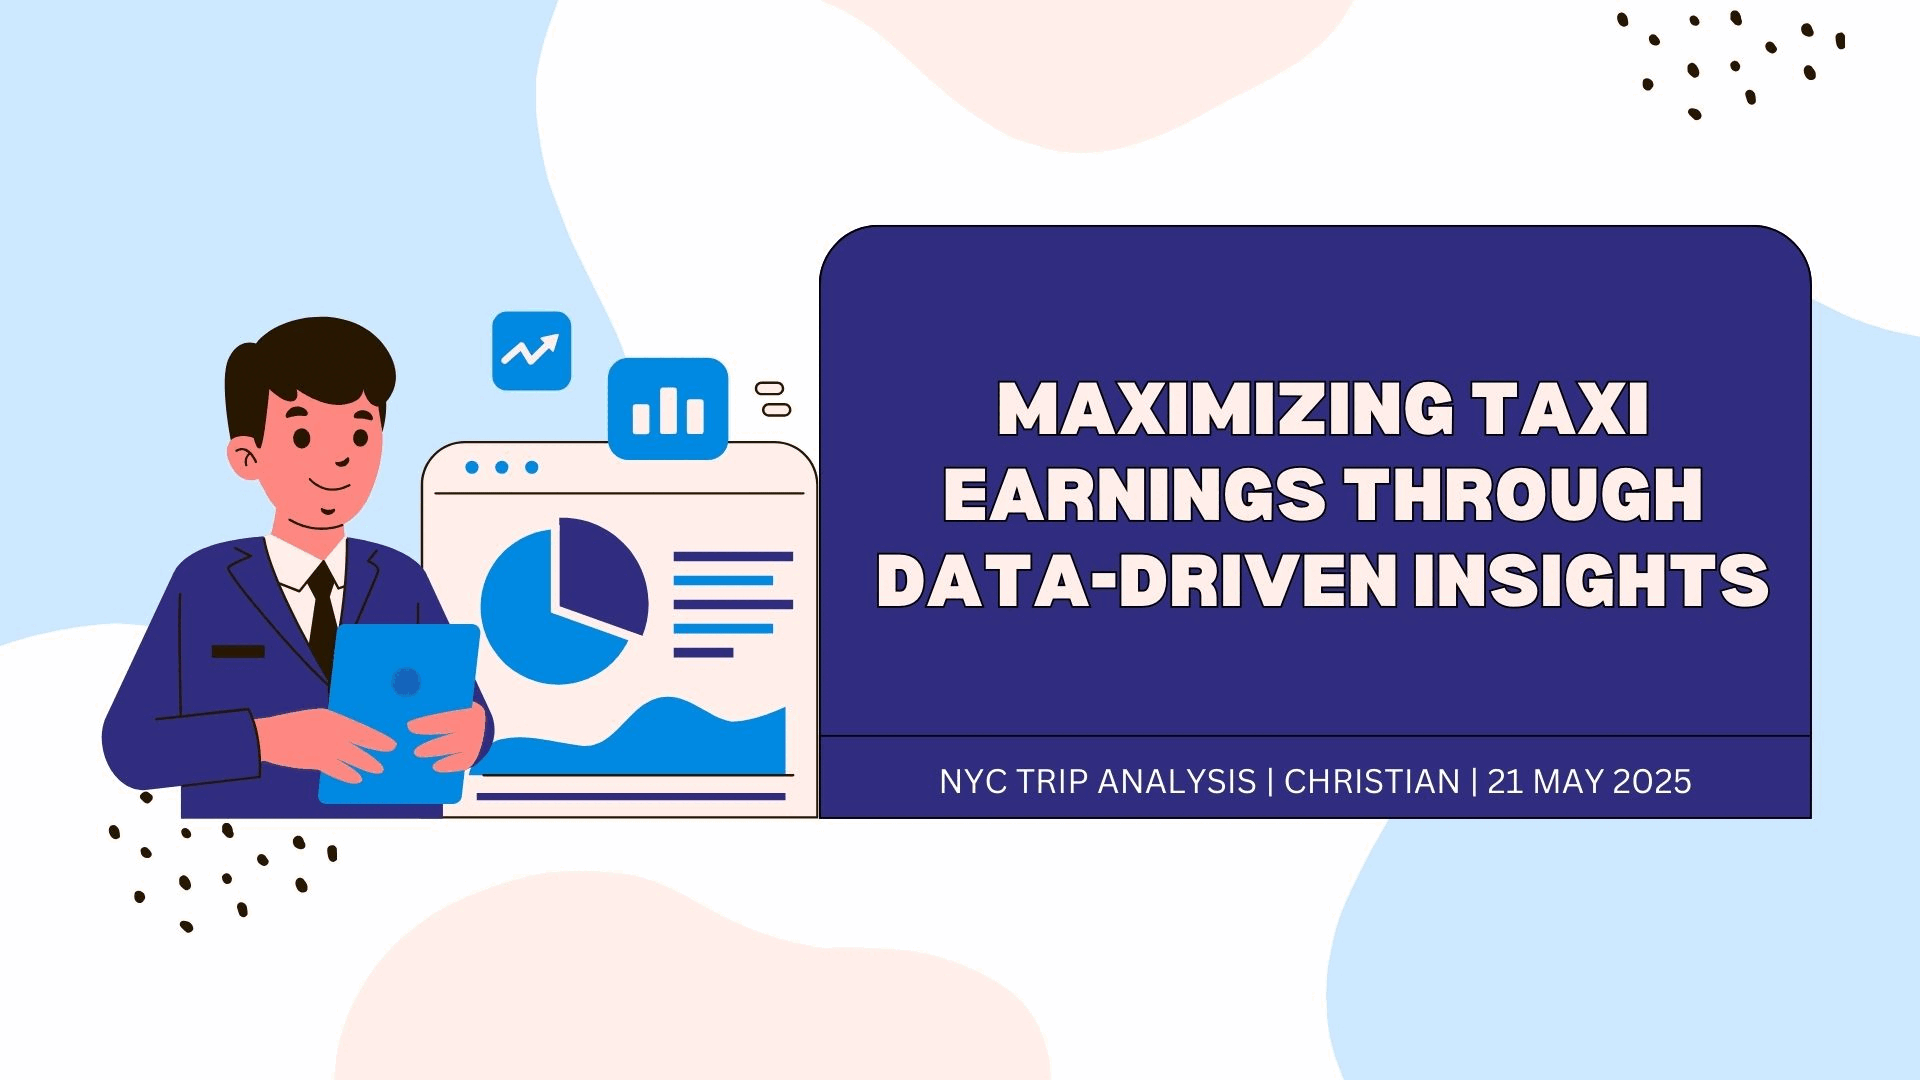 MAXIMIZING TAXI
EARNINGS THROUGH
DATA-DRIVEN INSIGHTS
NYC TRIP ANALYSIS | CHRISTIAN | 21 MAY 2025